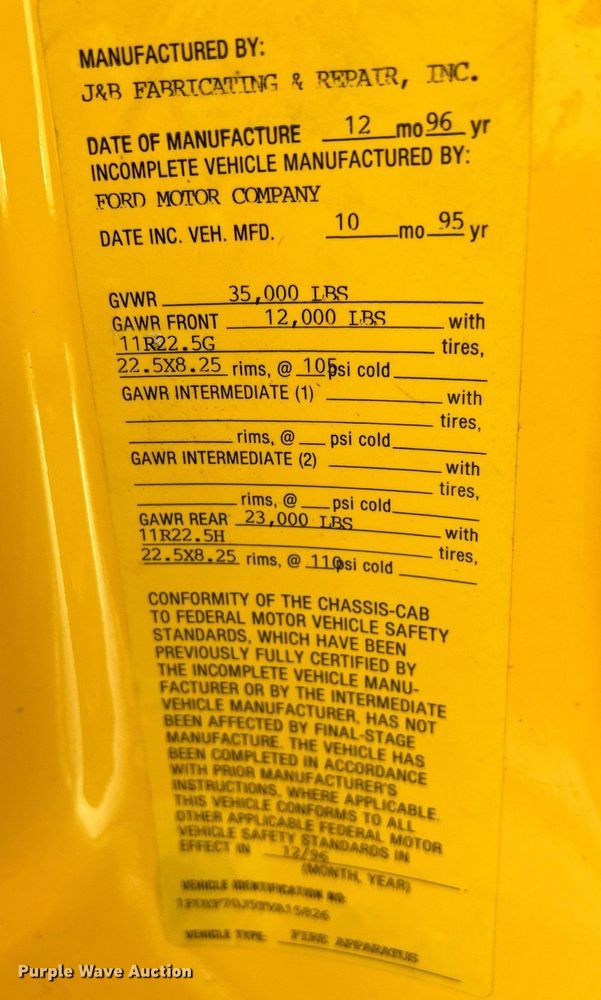 MANUFACTURED BY:
J&B FABRICATING & REPAIR, INC.
DATE OF MANUFACTURE 12 mo 96 yr
INCOMPLETE VEHICLE MANUFACTURED BY:
FORD MOTOR COMPANY
DATE INC. VEH. MFD. 10 mo 95 yr
GVWR 35,000 LBS
GAWR FRONT 12,000 LBS with
11R22.5G tires,
22.5X8.25 rims, @ 105 psi cold
GAWR INTERMEDIATE (1) with
tires,
rims, @ psi cold
GAWR INTERMEDIATE (2) with
tires,
rims, @ psi cold
GAWR REAR 23,000 LBS with
11R22.5H tires,
22.5X8.25 rims, @ 110 psi cold
CONFORMITY OF THE CHASSIS-CAB
TO FEDERAL MOTOR VEHICLE SAFETY
STANDARDS, WHICH HAVE BEEN
PREVIOUSLY FULLY CERTIFIED BY
THE INCOMPLETE VEHICLE MANU-
FACTURER OR BY THE INTERMEDIATE
VEHICLE MANUFACTURER, HAS NOT
BEEN AFFECTED BY FINAL-STAGE
MANUFACTURE. THE VEHICLE HAS
BEEN COMPLETED IN ACCORDANCE
WITH PRIOR MANUFACTURER'S
INSTRUCTIONS, WHERE APPLICABLE.
THIS VEHICLE CONFORMS TO ALL
OTHER APPLICABLE FEDERAL MOTOR
VEHICLE SAFETY STANDARDS IN
EFFECT IN 12/96
(MONTH, YEAR)
VEHICLE IDENTIFICATION NO:
VEHICLE TYPE: FIRE APPARATUS
Purple Wave Auction